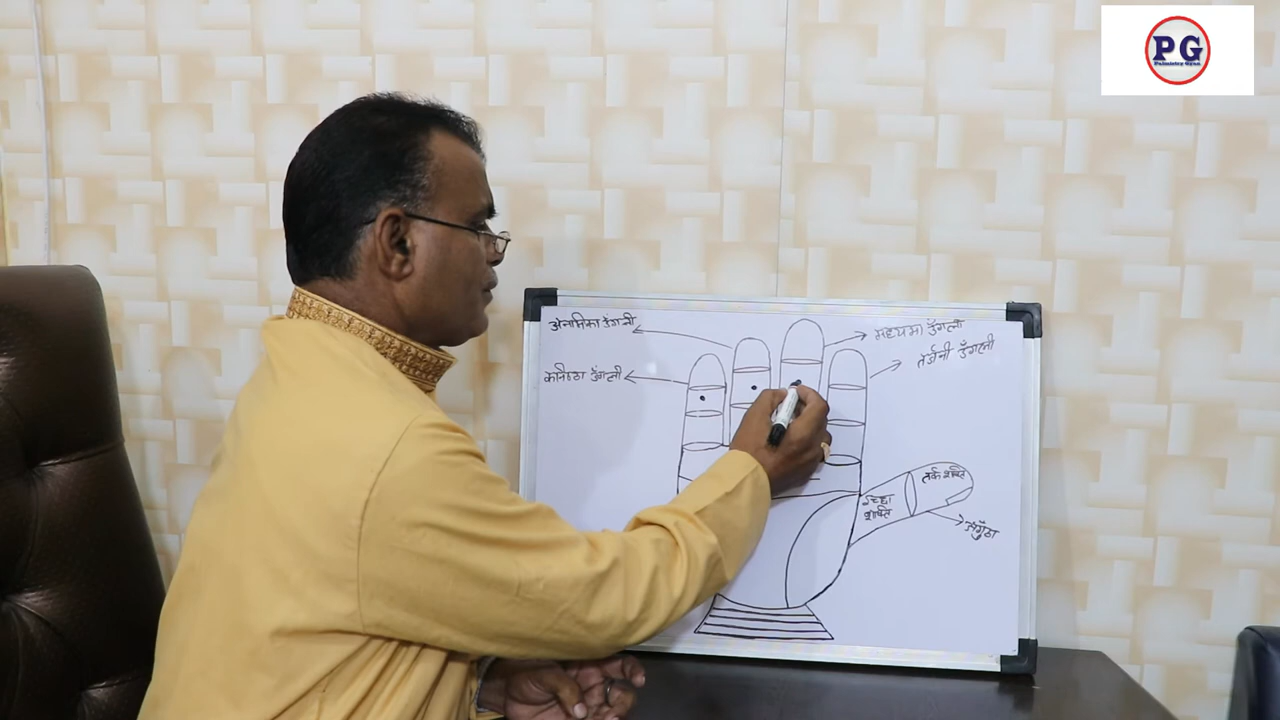 PG
Palmistry Gyan
अनामिका उँगली
मध्यमा उँगली
तर्जनी उँगली
कनिष्ठा उँगली
तर्क शक्ति
इच्छा
शक्ति
अंगुँठा